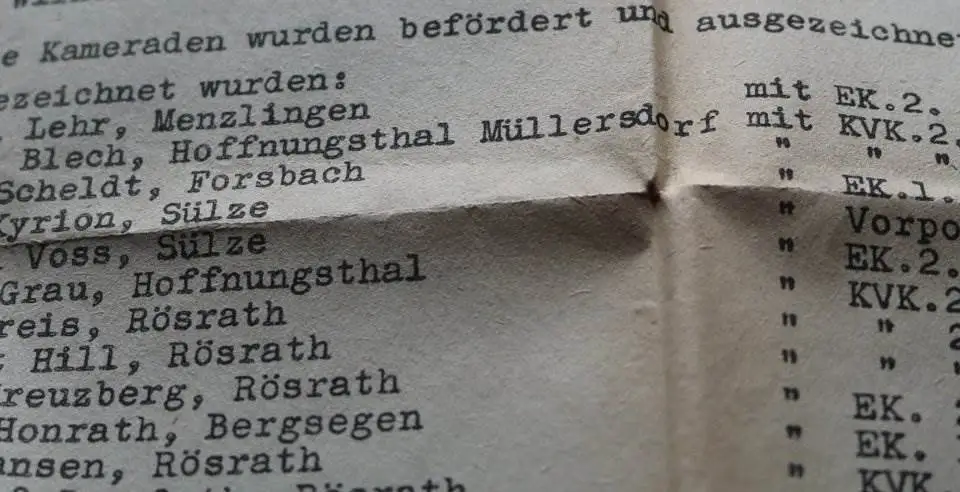 e Kameraden wurden befördert und ausgezeichne
ezeichnet wurden:
Lehr, Menzlingen mit EK.2.
Blech, Hoffnungsthal Müllersdorf mit KVK.2.
Scheldt, Forsbach " " ".
Kyrion, Sülze " EK.1.
Voss, Sülze " Vorpo
Grau, Hoffnungsthal " EK.2.
reis, Rösrath " KVK.2
Hill, Rösrath " " 2
reuzberg, Rösrath " " "
Honrath, Bergsegen " EK.
ansen, Rösrath " EK.
Rösrath " KVK